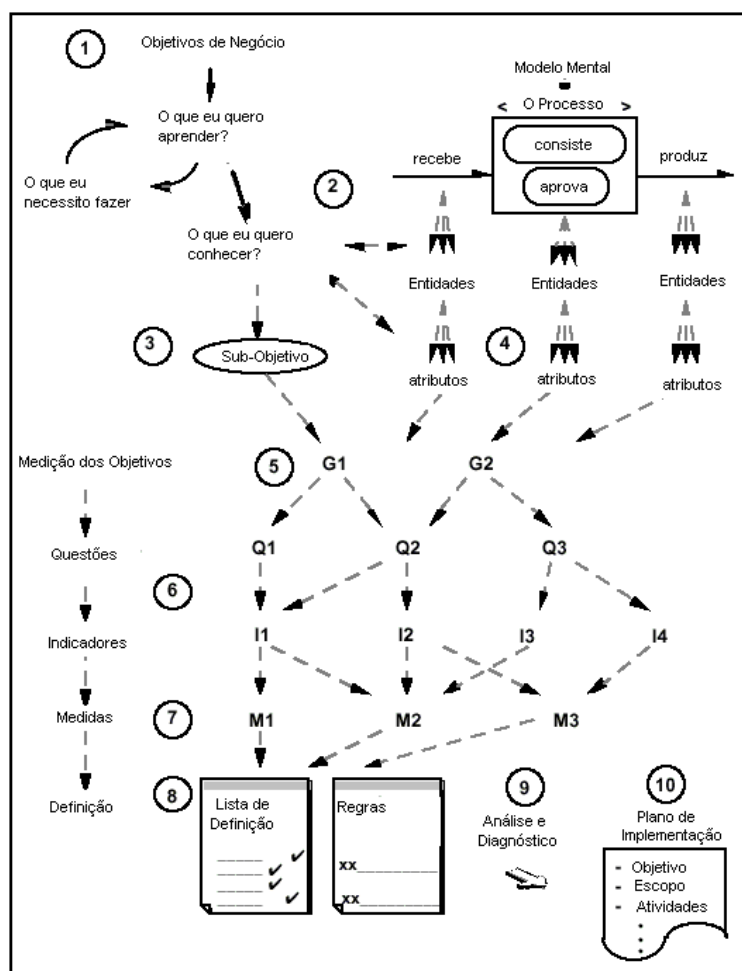 1
Objetivos de Negócio
O que eu quero
aprender?
O que eu
necessito fazer
2
O que eu quero
conhecer?
Modelo Mental
< O Processo >
recebe
consiste
aprova
produz
Entidades
Entidades
Entidades
3
Sub-Objetivo
4
atributos
atributos
atributos
Medição dos Objetivos
5
G1
G2
Questões
Q1
Q2
Q3
6
Indicadores
I1
I2
I3
I4
Medidas
7
M1
M2
M3
Definição
8
Lista de
Definição
Regras
xx
xx
9
Análise e
Diagnóstico
10
Plano de
Implementação
- Objetivo
- Escopo
- Atividades